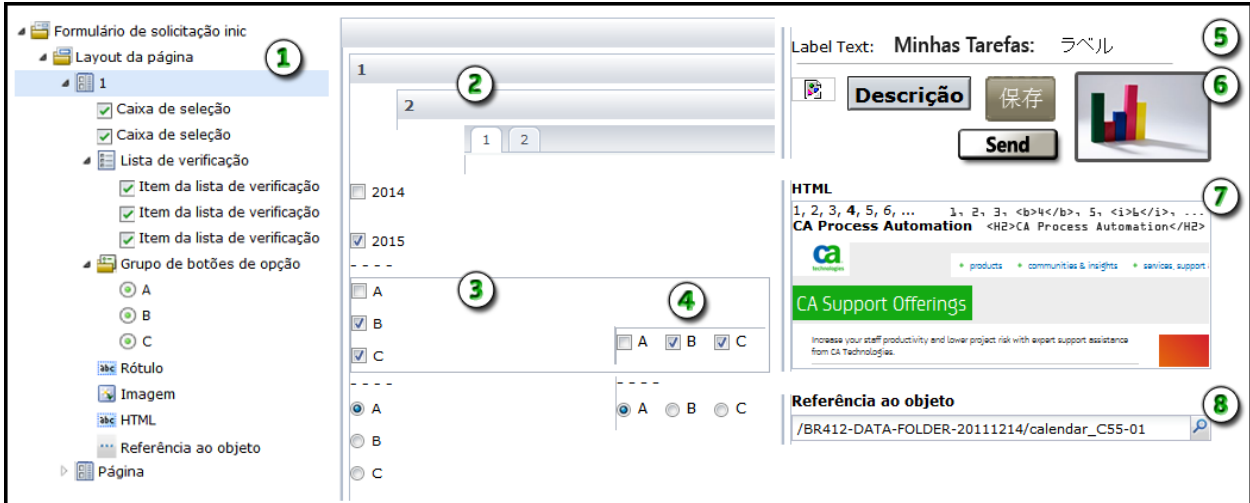 Formulário de solicitação inic
Layout da página
1
1
Caixa de seleção
Caixa de seleção
Lista de verificação
Item da lista de verificação
Item da lista de verificação
Item da lista de verificação
Grupo de botões de opção
A
B
C
Rótulo
Imagem
HTML
Referência ao objeto
Página
1
2
2
1 2
2014
2015
- - - -
3
A
B
C
4
A B C
- - - -
A
B
C
- - - -
A B C
Label Text: Minhas Tarefas: ラベル
5
6
Descrição 保存
Send
HTML
7
1, 2, 3, 4, 5, 6, ... 1, 2, 3, <b>4</b>, 5, <i>6</i>, ...
CA Process Automation <H2>CA Process Automation</H2>
ca
technologies
products communities & insights services, support
CA Support Offerings
Increase your staff productivity and lower project risk with expert support assistance
from CA Technologies.
Referência ao objeto
8
/BR412-DATA-FOLDER-20111214/calendar_C55-01